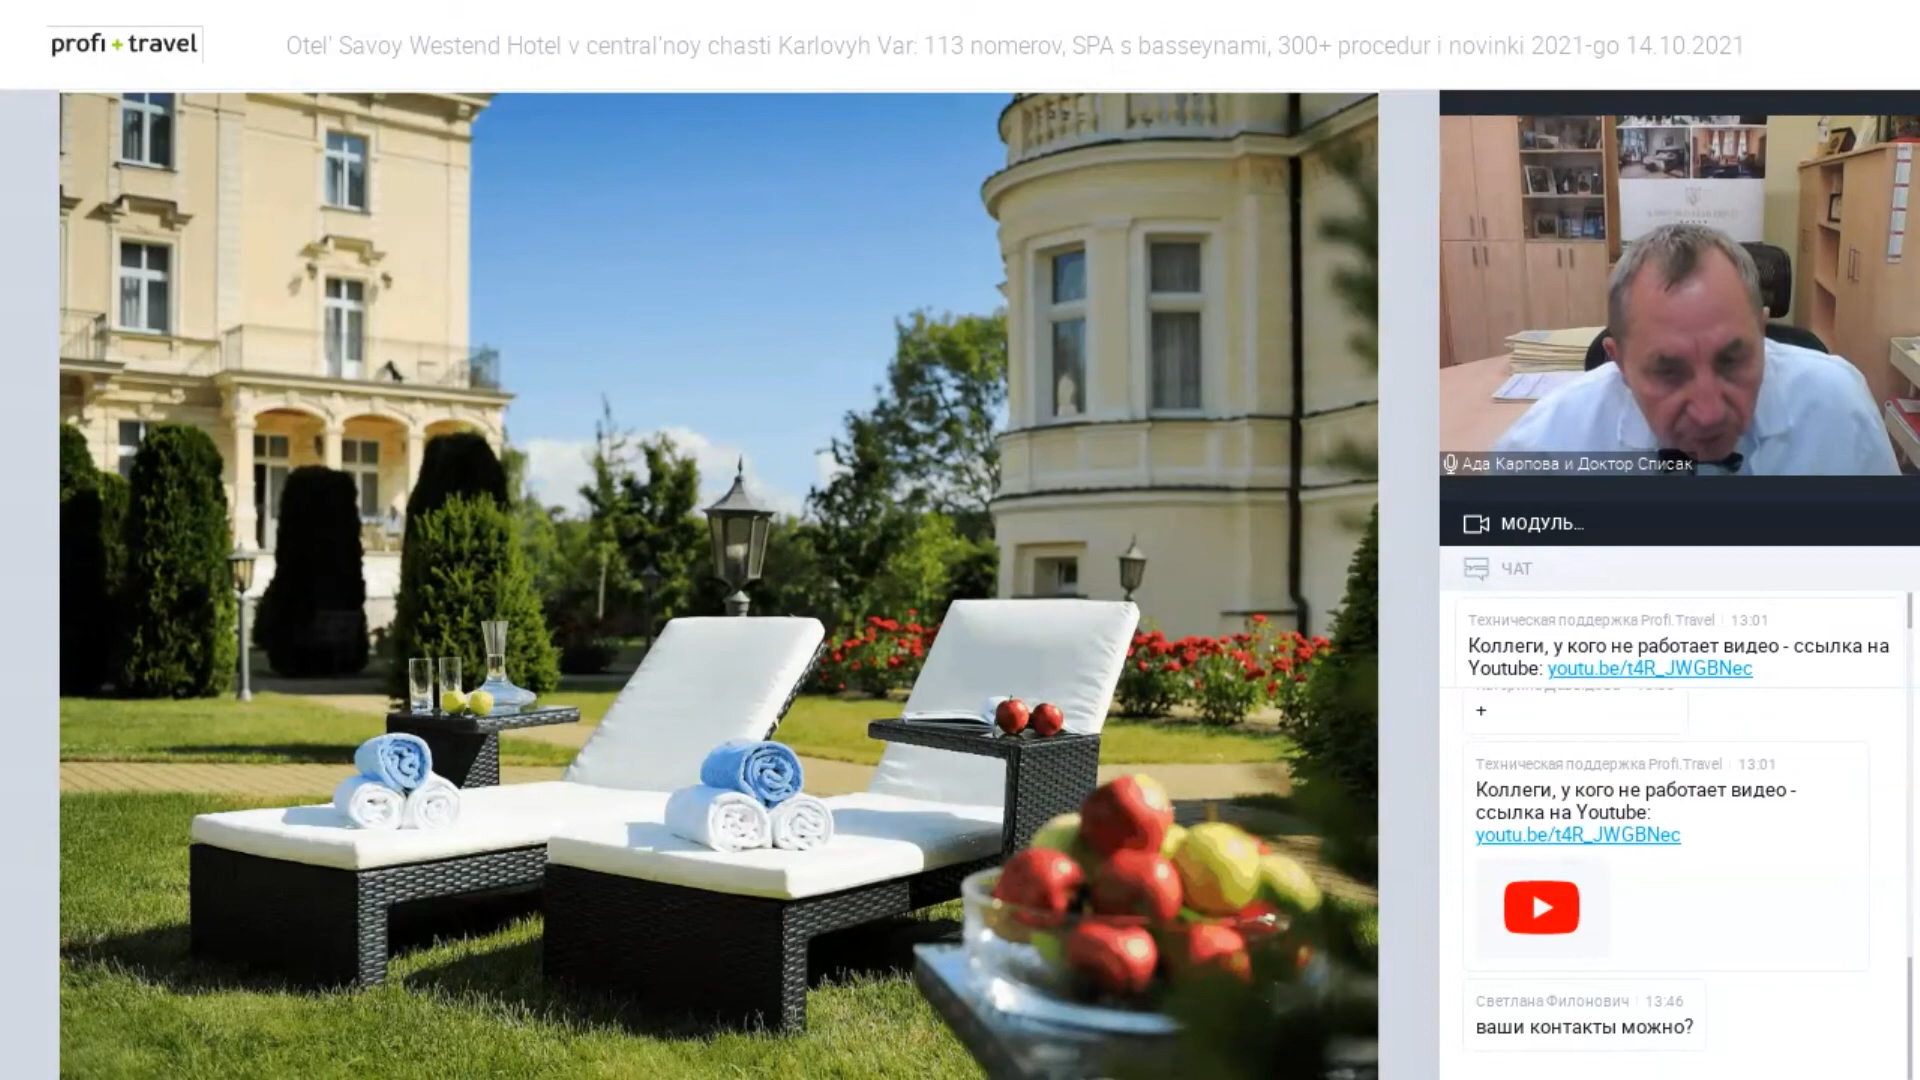 profi + travel
Otel' Savoy Westend Hotel v central'noy chasti Karlovyh Var: 113 nomerov, SPA s basseynami, 300+ procedur i novinki 2021-go 14.10.2021
Ада Карпова и Доктор Списак
МОДУЛЬ...
ЧАТ
Техническая поддержка Profi.Travel 13:01
Коллеги, у кого не работает видео - ссылка на
Youtube: youtu.be/t4R_JWGBNec
+
Техническая поддержка Profi.Travel 13:01
Коллеги, у кого не работает видео -
ссылка на Youtube:
youtu.be/t4R_JWGBNec
Светлана Филонович 13:46
ваши контакты можно?